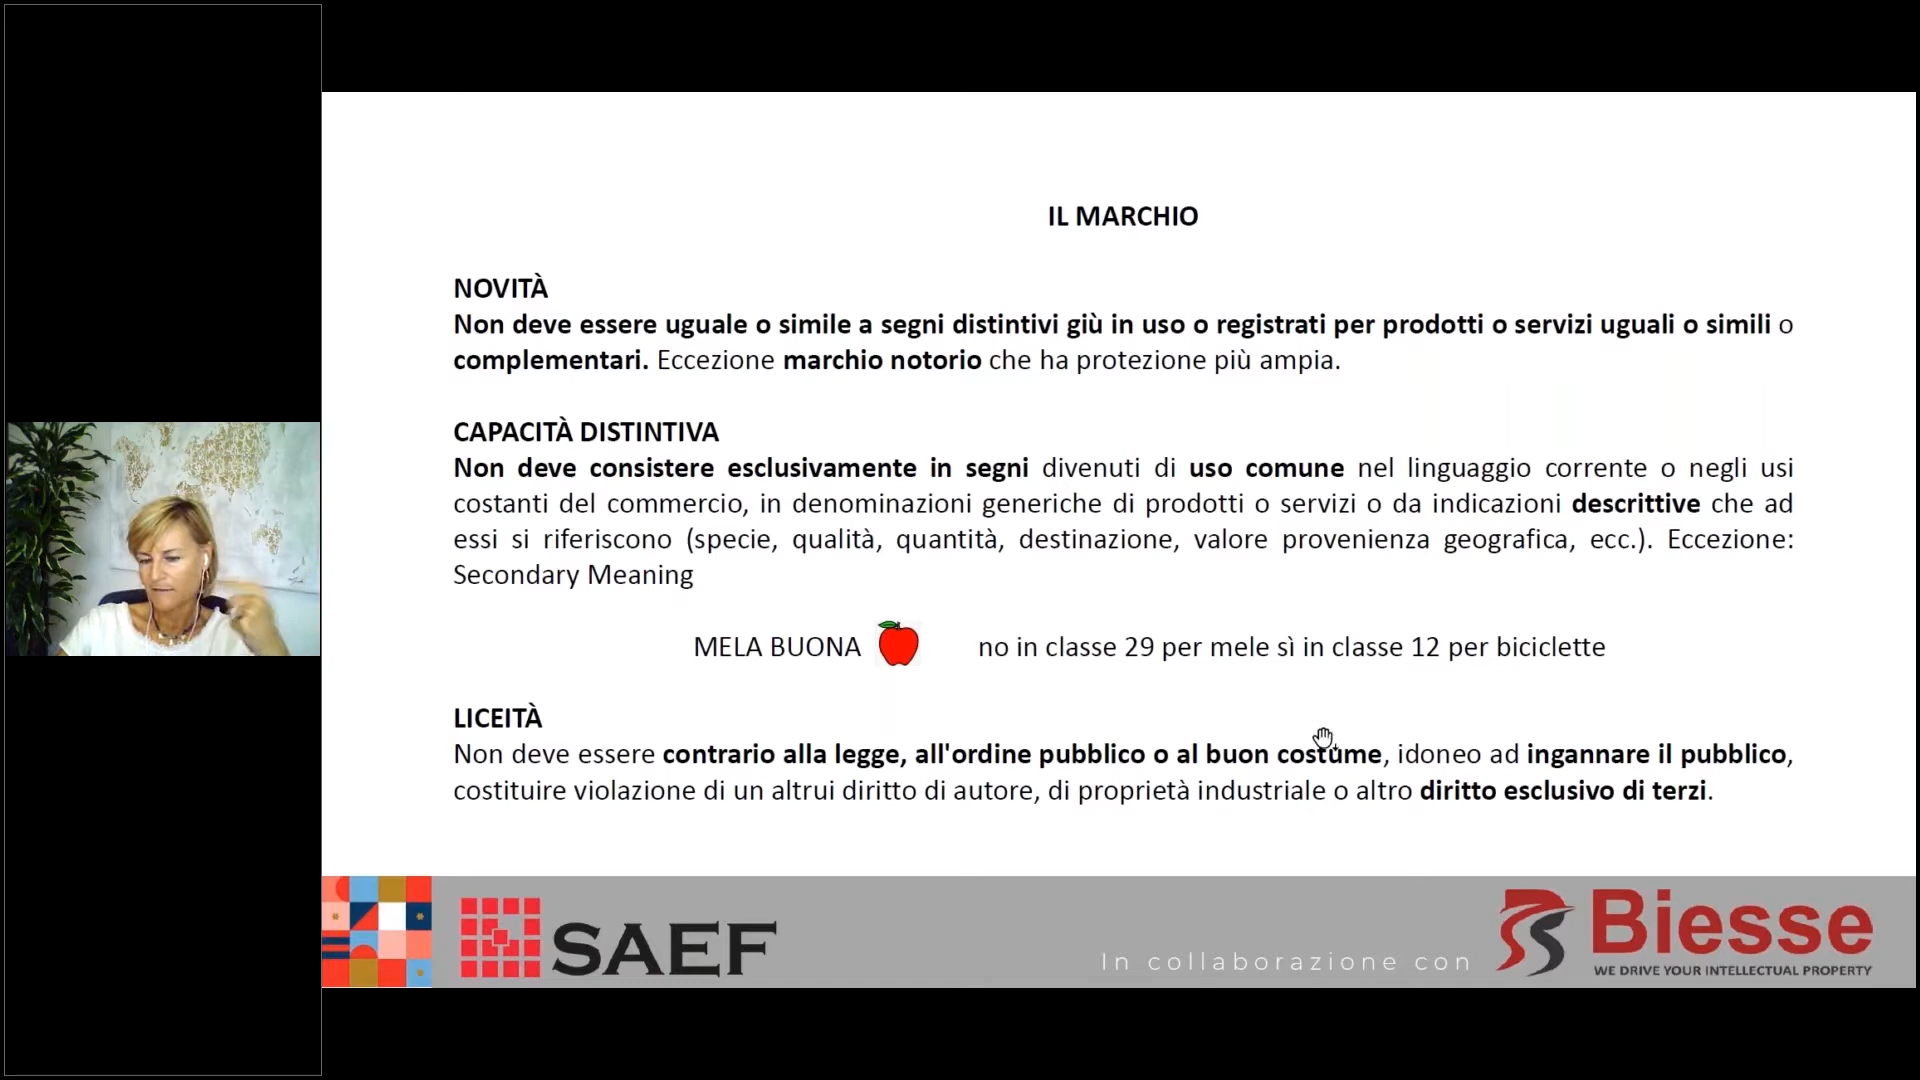 IL MARCHIO
NOVITÀ
Non deve essere uguale o simile a segni distintivi giù in uso o registrati per prodotti o servizi uguali o simili o
complementari. Eccezione marchio notorio che ha protezione più ampia.
CAPACITÀ DISTINTIVA
Non deve consistere esclusivamente in segni divenuti di uso comune nel linguaggio corrente o negli usi
costanti del commercio, in denominazioni generiche di prodotti o servizi o da indicazioni descrittive che ad
essi si riferiscono (specie, qualità, quantità, destinazione, valore provenienza geografica, ecc.). Eccezione:
Secondary Meaning
MELA BUONA no in classe 29 per mele sì in classe 12 per biciclette
LICEITÀ
Non deve essere contrario alla legge, all'ordine pubblico o al buon costume, idoneo ad ingannare il pubblico,
costituire violazione di un altrui diritto di autore, di proprietà industriale o altro diritto esclusivo di terzi.
SAEF
In collaborazione con
Biesse
WE DRIVE YOUR INTELLECTUAL PROPERTY